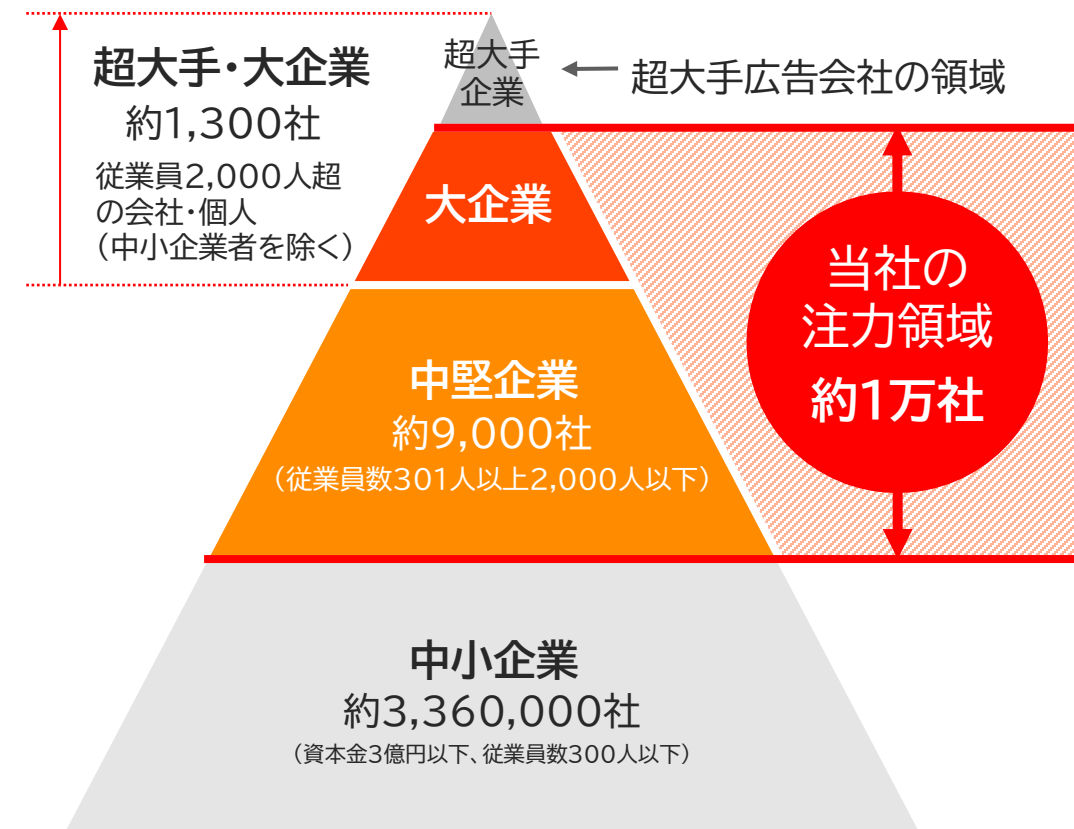 超大手・大企業
約1,300社
従業員2,000人超
の会社・個人
（中小企業者を除く）
超大手
企業
超大手広告会社の領域
大企業
当社の
注力領域
約1万社
中堅企業
約9,000社
（従業員数301人以上2,000人以下）
中小企業
約3,360,000社
（資本金3億円以下、従業員数300人以下）